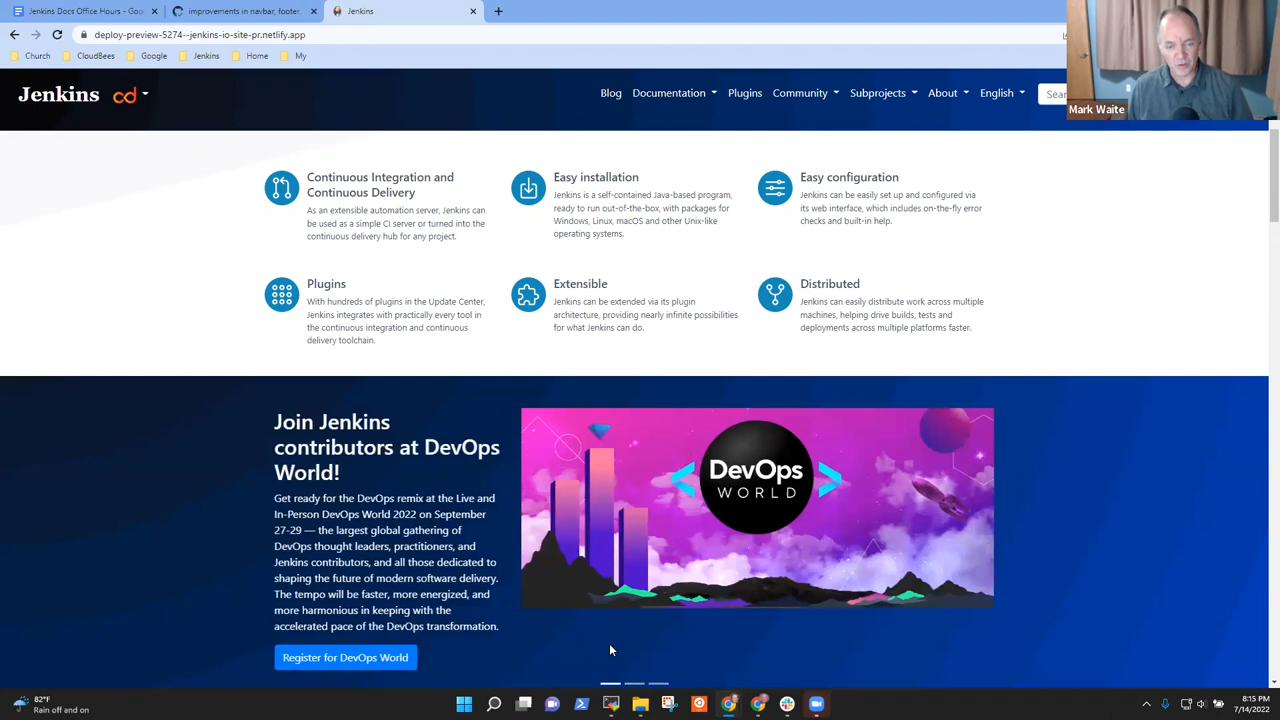 Jenkins Docs Office Hours - Goo
improvements in navbar, footer,
Jenkins
deploy-preview-5274--jenkins-io-site-pr.netlify.app
Church
CloudBees
Google
Jenkins
Home
My
Mark Waite
Jenkins
cd
Blog
Documentation
Plugins
Community
Subprojects
About
English
Continuous Integration and
Continuous Delivery
As an extensible automation server, Jenkins can
be used as a simple CI server or turned into the
continuous delivery hub for any project.
Easy installation
Jenkins is a self-contained Java-based program,
ready to run out-of-the-box, with packages for
Windows, Linux, macOS and other Unix-like
operating systems.
Easy configuration
Jenkins can be easily set up and configured via
its web interface, which includes on-the-fly error
checks and built-in help.
Plugins
With hundreds of plugins in the Update Center,
Jenkins integrates with practically every tool in
the continuous integration and continuous
delivery toolchain.
Extensible
Jenkins can be extended via its plugin
architecture, providing nearly infinite possibilities
for what Jenkins can do.
Distributed
Jenkins can easily distribute work across multiple
machines, helping drive builds, tests and
deployments across multiple platforms faster.
Join Jenkins
contributors at DevOps
World!
Get ready for the DevOps remix at the Live and
In-Person DevOps World 2022 on September
27-29 — the largest global gathering of
DevOps thought leaders, practitioners, and
Jenkins contributors, and all those dedicated to
shaping the future of modern software delivery.
The tempo will be faster, more energized, and
more harmonious in keeping with the
accelerated pace of the DevOps transformation.
Register for DevOps World
DevOps
WORLD
82°F
Rain off and on
8:15 PM
7/14/2022